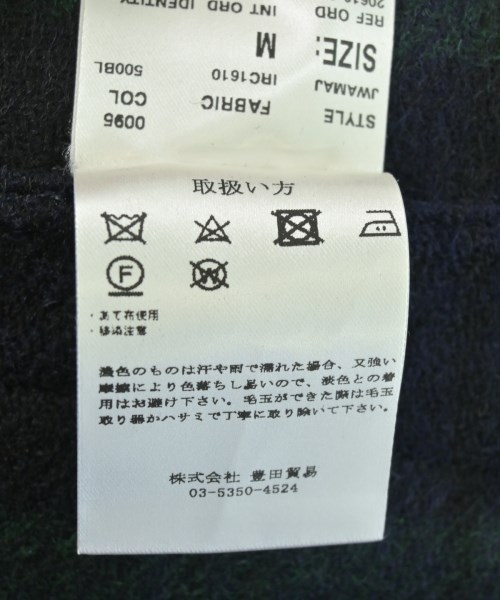 STYLE FABRIC COL
JWAMAJ IRC1610 0095
500BL
SIZE: M
REF ORD INT ORD IDENTITY
取扱い方
F
W
・あて布使用
・移染注意
濃色のものは汗や雨で濡れた場合、又強い
摩擦により色落ちし易いので、淡色との着
用はお避け下さい。毛玉ができた際は毛玉
取り器かハサミで丁寧に取り除いて下さい。
株式会社 豊田貿易
03-5350-4524